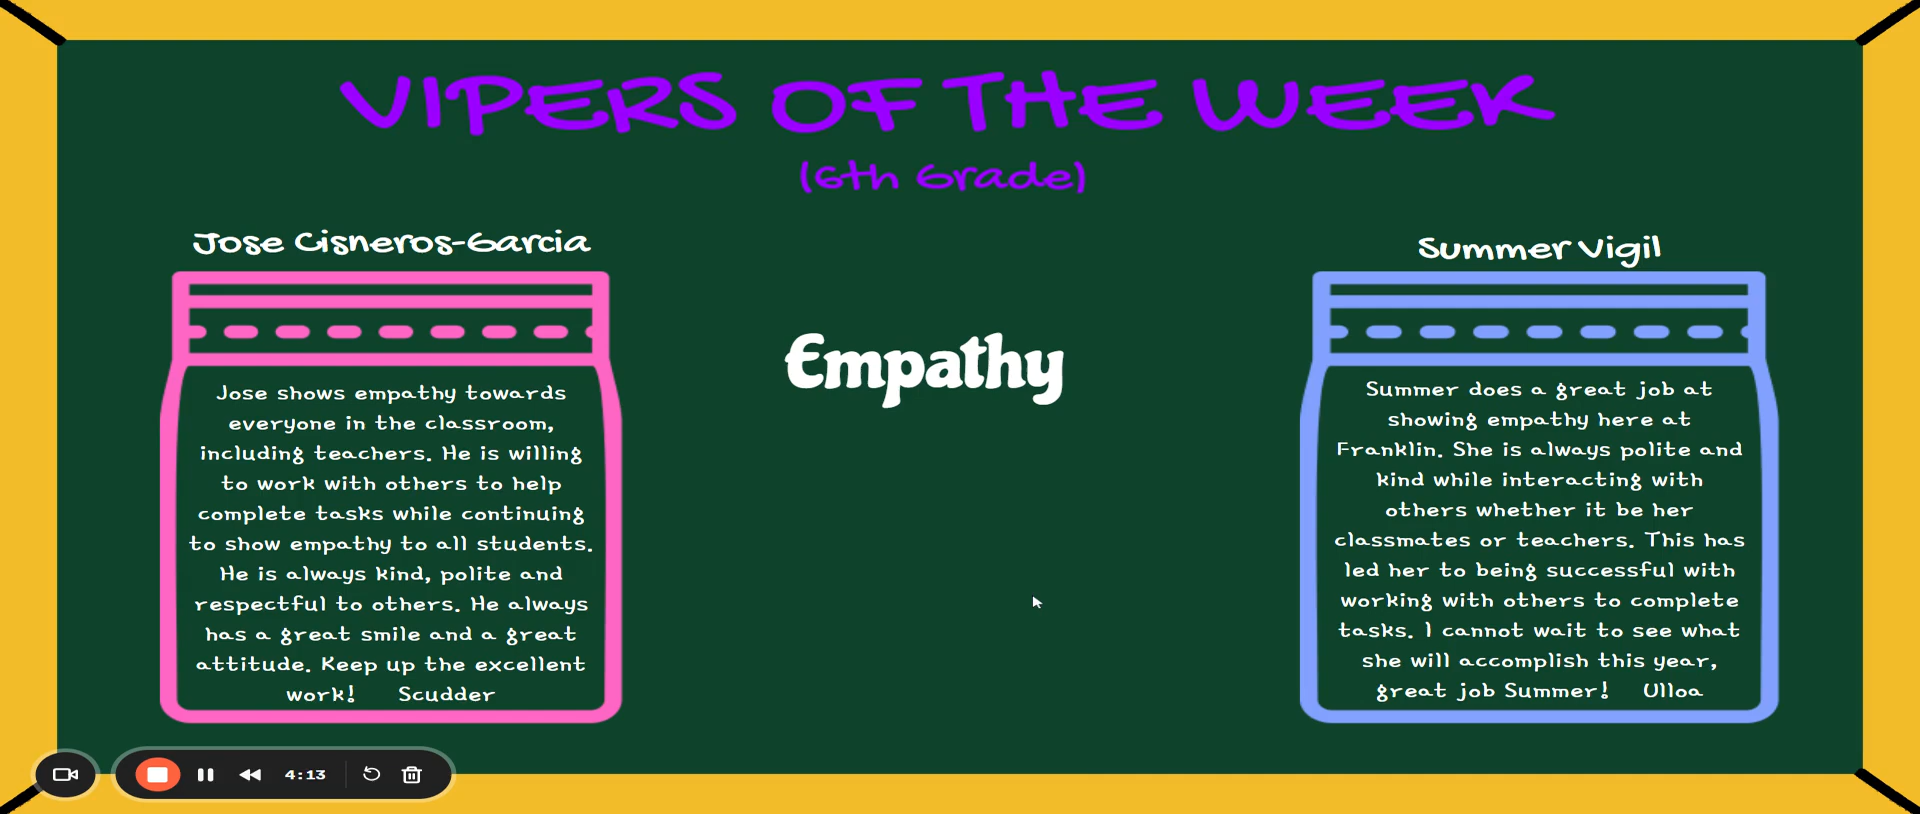 VIPERS OF THE WEEK
(6th Grade)
Jose Cisneros-Garcia
Jose shows empathy towards
everyone in the classroom,
including teachers. He is willing
to work with others to help
complete tasks while continuing
to show empathy to all students.
He is always kind, polite and
respectful to others. He always
has a great smile and a great
attitude. Keep up the excellent
work! Scudder
Empathy
Summer Vigil
Summer does a great job at
showing empathy here at
Franklin. She is always polite and
kind while interacting with
others whether it be her
classmates or teachers. This has
led her to being successful with
working with others to complete
tasks. I cannot wait to see what
she will accomplish this year,
great job Summer! Ulloa
4:13